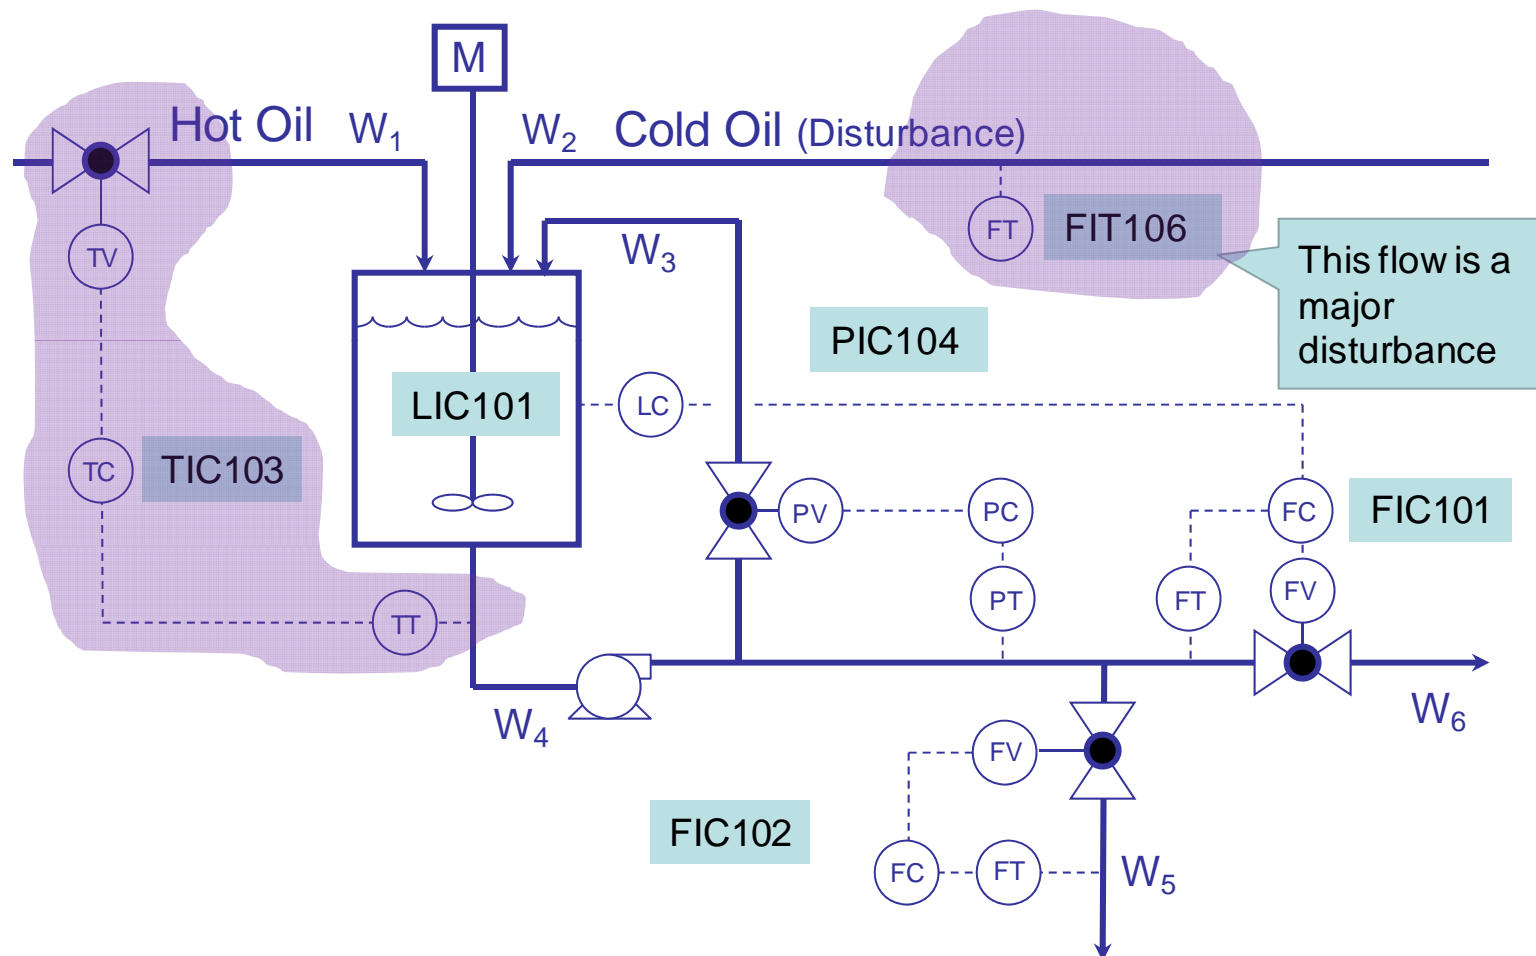 M
Hot Oil W1
W2 Cold Oil (Disturbance)
W3
FT
FIT106
This flow is a
major
disturbance
TV
PIC104
LIC101
LC
TC
TIC103
PV
PC
FC
FIC101
PT
FT
FV
TT
W4
W6
FV
FIC102
FC
FT
W5